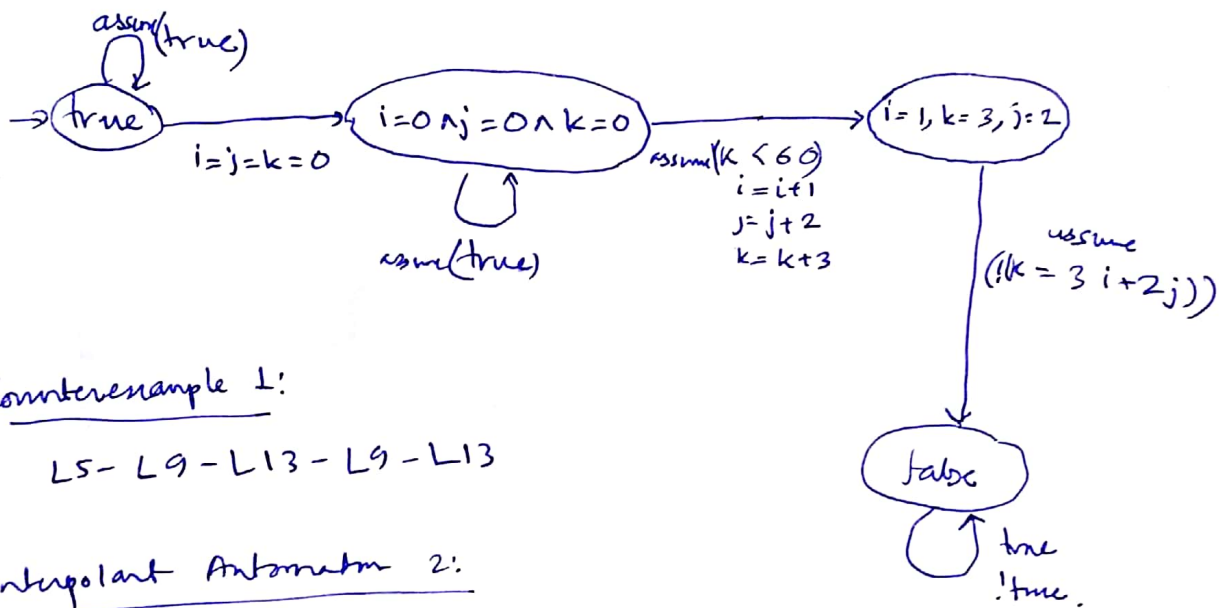 assume(true)
true
i=j=k=0
i=0 ∧ j=0 ∧ k=0
assume(true)
assume(k < 60)
i = i+1
j = j+2
k = k+3
i = 1, k = 3, j = 2
assume
(!(k = 3i+2j))
false
true
!true.
ounterexample 1:
L5 - L9 - L13 - L9 - L13
nterpolant Automaton 2: